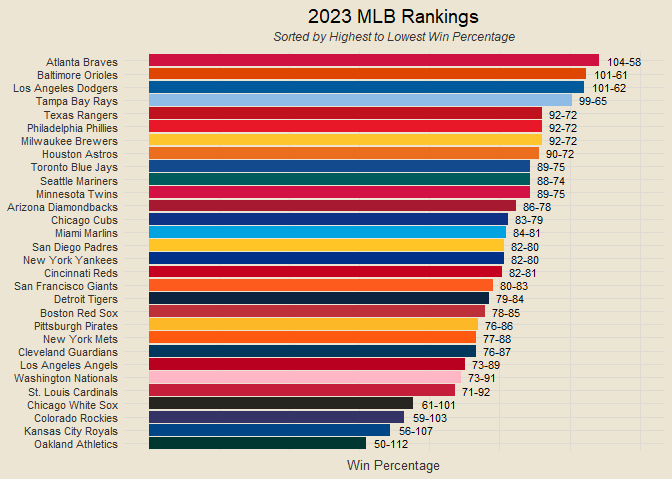 2023 MLB Rankings
Sorted by Highest to Lowest Win Percentage
Atlanta Braves 104-58
Baltimore Orioles 101-61
Los Angeles Dodgers 101-62
Tampa Bay Rays 99-65
Texas Rangers 92-72
Philadelphia Phillies 92-72
Milwaukee Brewers 92-72
Houston Astros 90-72
Toronto Blue Jays 89-75
Seattle Mariners 88-74
Minnesota Twins 89-75
Arizona Diamondbacks 86-78
Chicago Cubs 83-79
Miami Marlins 84-81
San Diego Padres 82-80
New York Yankees 82-80
Cincinnati Reds 82-81
San Francisco Giants 80-83
Detroit Tigers 79-84
Boston Red Sox 78-85
Pittsburgh Pirates 76-86
New York Mets 77-88
Cleveland Guardians 76-87
Los Angeles Angels 73-89
Washington Nationals 73-91
St. Louis Cardinals 71-92
Chicago White Sox 61-101
Colorado Rockies 59-103
Kansas City Royals 56-107
Oakland Athletics 50-112
Win Percentage